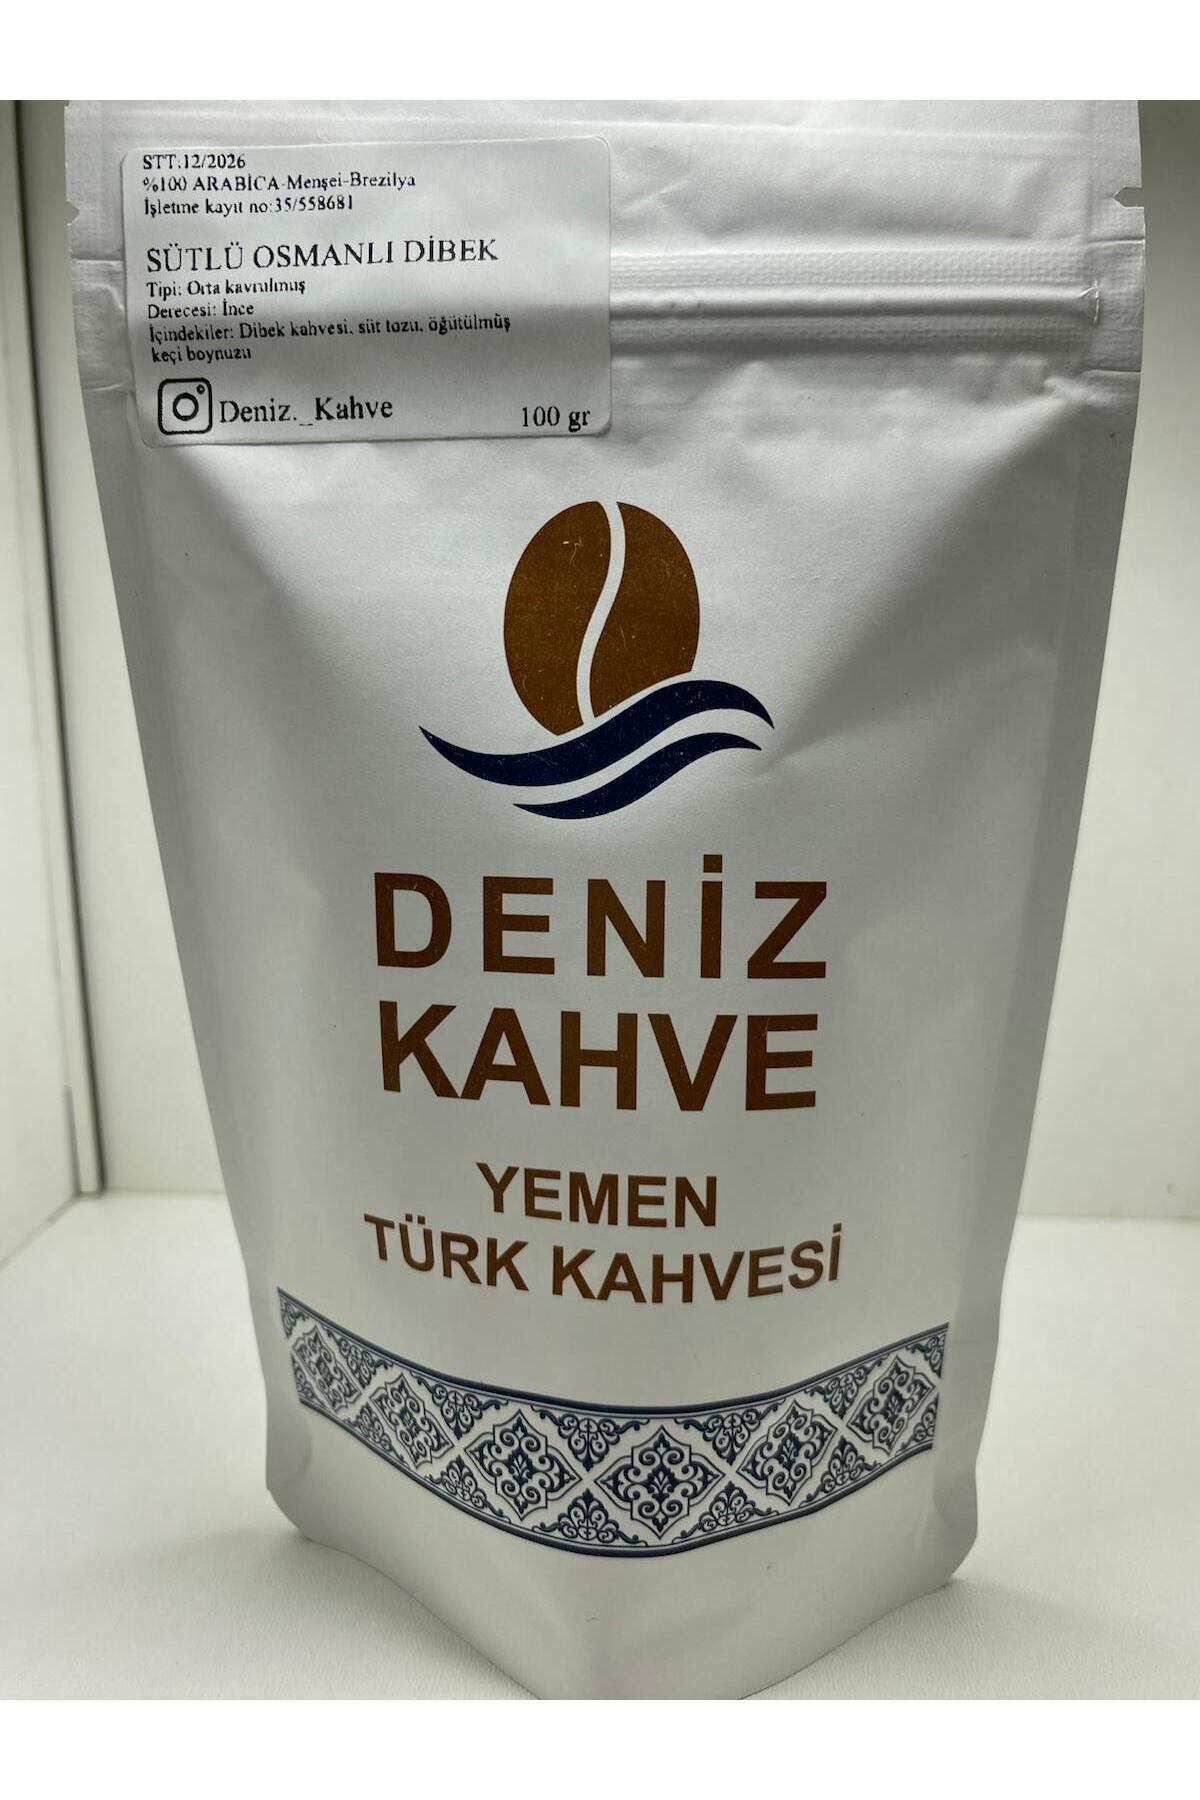 STT:12/2026
%100 ARABİCA-Menşei-Brezilya
İşletme kayıt no:35/558681
SÜTLÜ OSMANLI DİBEK
Tipi: Orta kavrulmuş
Derecesi: İnce
İçindekiler: Dibek kahvesi, süt tozu, öğütülmüş
keçi boynuzu
Deniz._Kahve
100 gr
DENİZ
KAHVE
YEMEN
TÜRK KAHVESİ